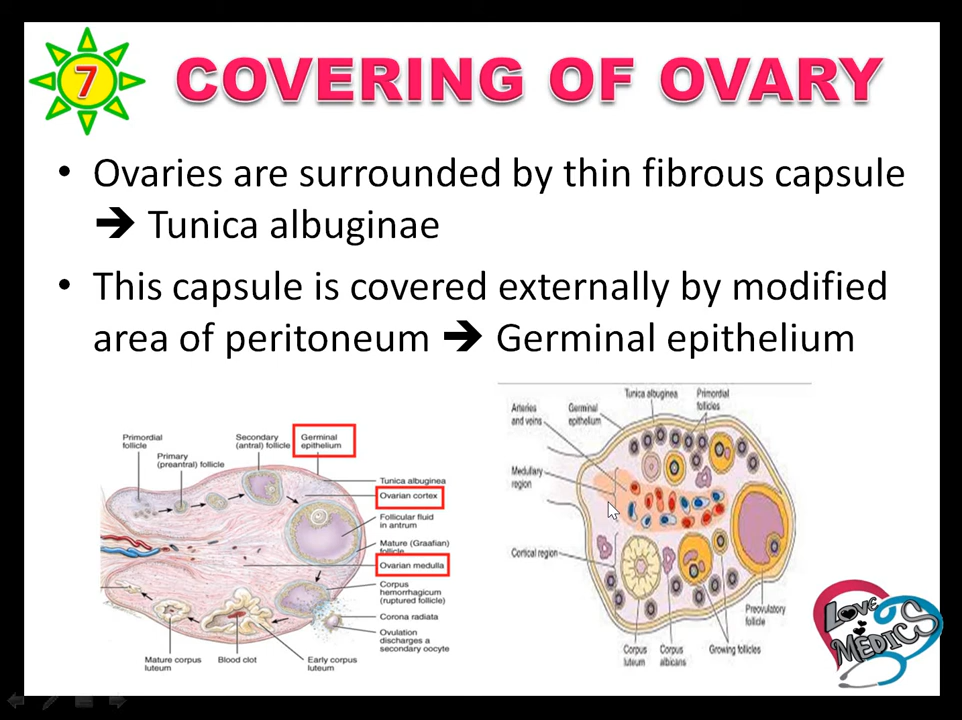 7
COVERING OF OVARY
• Ovaries are surrounded by thin fibrous capsule
➔ Tunica albuginae
• This capsule is covered externally by modified
area of peritoneum ➔ Germinal epithelium
Primordial
follicle
Primary
(preantral) follicle
Secondary
(antral) follicle
Germinal
epithelium
Tunica albuginea
Ovarian cortex
Follicular fluid
in antrum
Mature (Graafian)
follicle
Ovarian medulla
Corpus
hemorrhagicum
(ruptured follicle)
Corona radiata
Ovulation
discharges a
secondary oocyte
Mature corpus
luteum
Blood clot
Early corpus
luteum
Arteries
and veins
Germinal
epithelium
Tunica albuginea
Primordial
follicles
Medullary
region
Cortical region
Corpus
luteum
Corpus
albicans
Growing follicles
Preovulatory
follicle
LOVE
MEDICS